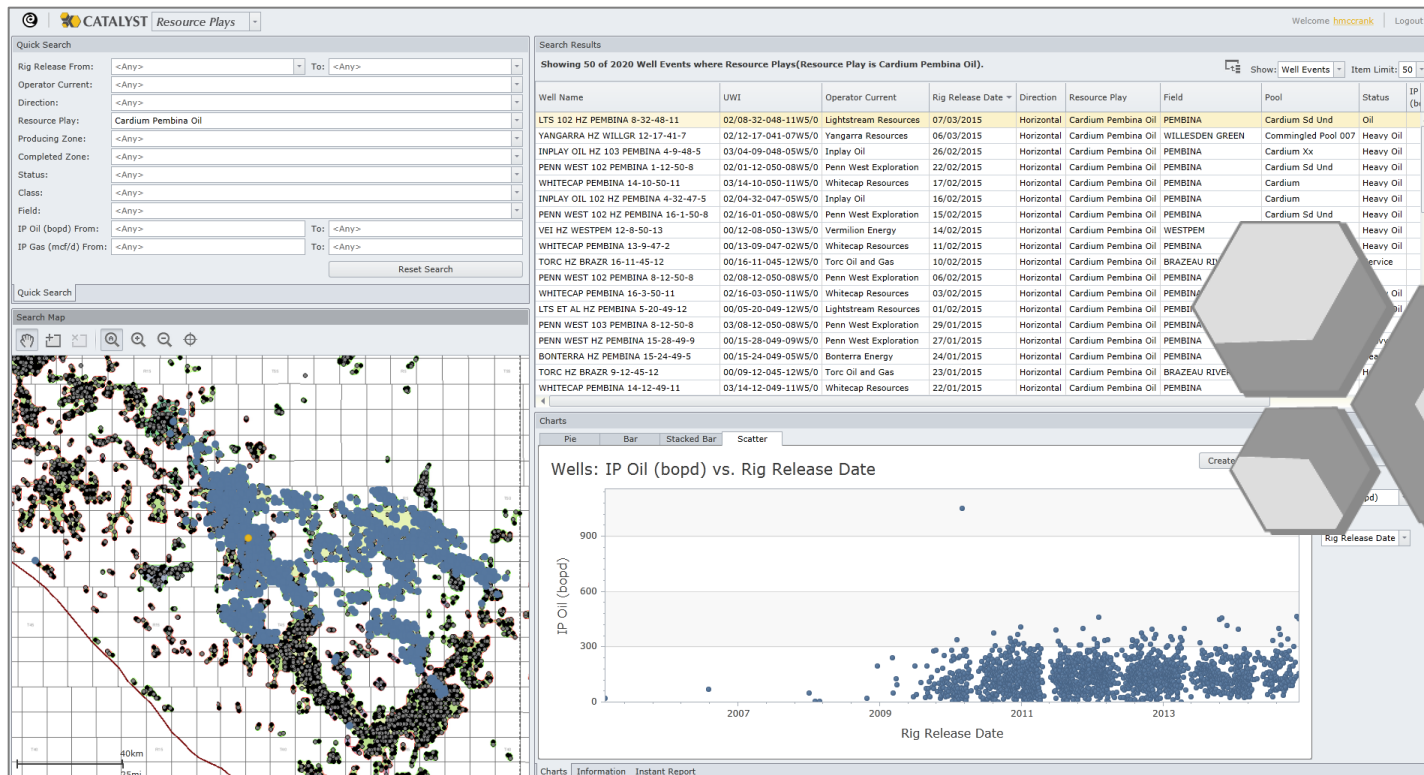 CATALYST Resource Plays
Welcome hmccrank Logout
Quick Search
Rig Release From: <Any> To: <Any>
Operator Current: <Any>
Direction: <Any>
Resource Play: Cardium Pembina Oil
Producing Zone: <Any>
Completed Zone: <Any>
Status: <Any>
Class: <Any>
Field: <Any>
IP Oil (bopd) From: <Any> To: <Any>
IP Gas (mcf/d) From: <Any> To: <Any>
Reset Search
Quick Search
Search Map
40km
25mi
Search Results
Showing 50 of 2020 Well Events where Resource Plays(Resource Play is Cardium Pembina Oil).
Show: Well Events Item Limit: 50
Well Name UWI Operator Current Rig Release Date Direction Resource Play Field Pool Status IP
LTS 102 HZ PEMBINA 8-32-48-11 02/08-32-048-11W5/0 Lightstream Resources 07/03/2015 Horizontal Cardium Pembina Oil PEMBINA Cardium Sd Und Oil
YANGARRA HZ WILLGR 12-17-41-7 02/12-17-041-07W5/0 Yangarra Resources 06/03/2015 Horizontal Cardium Pembina Oil WILLESDEN GREEN Commingled Pool 007 Heavy Oil
INPLAY OIL HZ 103 PEMBINA 4-9-48-5 03/04-09-048-05W5/0 Inplay Oil 26/02/2015 Horizontal Cardium Pembina Oil PEMBINA Cardium Xx Heavy Oil
PENN WEST 102 PEMBINA 1-12-50-8 02/01-12-050-08W5/0 Penn West Exploration 22/02/2015 Horizontal Cardium Pembina Oil PEMBINA Cardium Sd Und Heavy Oil
WHITECAP PEMBINA 14-10-50-11 03/14-10-050-11W5/0 Whitecap Resources 17/02/2015 Horizontal Cardium Pembina Oil PEMBINA Cardium Heavy Oil
INPLAY OIL 102 HZ PEMBINA 4-32-47-5 02/04-32-047-05W5/0 Inplay Oil 16/02/2015 Horizontal Cardium Pembina Oil PEMBINA Cardium Heavy Oil
PENN WEST 102 HZ PEMBINA 16-1-50-8 02/16-01-050-08W5/0 Penn West Exploration 15/02/2015 Horizontal Cardium Pembina Oil PEMBINA Cardium Sd Und Heavy Oil
VEI HZ WESTPEM 12-8-50-13 00/12-08-050-13W5/0 Vermilion Energy 14/02/2015 Horizontal Cardium Pembina Oil WESTPEM Heavy Oil
WHITECAP PEMBINA 13-9-47-2 00/13-09-047-02W5/0 Whitecap Resources 11/02/2015 Horizontal Cardium Pembina Oil PEMBINA Heavy Oil
TORC HZ BRAZR 16-11-45-12 00/16-11-045-12W5/0 Torc Oil and Gas 10/02/2015 Horizontal Cardium Pembina Oil BRAZEAU
PENN WEST 102 PEMBINA 8-12-50-8 02/08-12-050-08W5/0 Penn West Exploration 06/02/2015 Horizontal Cardium Pembina Oil PEMBINA Oil
WHITECAP PEMBINA 16-3-50-11 02/16-03-050-11W5/0 Whitecap Resources 03/02/2015 Horizontal Cardium Pembina Oil Oil
LTS ET AL HZ PEMBINA 5-20-49-12 00/05-20-049-12W5/0 Lightstream Resources 01/02/2015 Horizontal Cardium Pembina Oil
PENN WEST 103 PEMBINA 8-12-50-8 03/08-12-050-08W5/0 Penn West Exploration 29/01/2015 Horizontal Cardium Pembina Oil
PENN WEST HZ PEMBINA 15-28-49-9 00/15-28-049-09W5/0 Penn West Exploration 27/01/2015 Horizontal Cardium Pembina Oil
BONTERRA HZ PEMBINA 15-24-49-5 00/15-24-049-05W5/0 Bonterra Energy 24/01/2015 Horizontal Cardium Pembina Oil PEMBINA
TORC HZ BRAZR 9-12-45-12 00/09-12-045-12W5/0 Torc Oil and Gas 23/01/2015 Horizontal Cardium Pembina Oil BRAZEAU RIVER
WHITECAP PEMBINA 14-12-49-11 03/14-12-049-11W5/0 Whitecap Resources 22/01/2015 Horizontal Cardium Pembina Oil PEMBINA
Charts
Pie Bar Stacked Bar Scatter
Wells: IP Oil (bopd) vs. Rig Release Date
Create
Rig Release Date
IP Oil (bopd)
900
600
300
0
2007 2009 2011 2013
Rig Release Date
Charts Information Instant Report